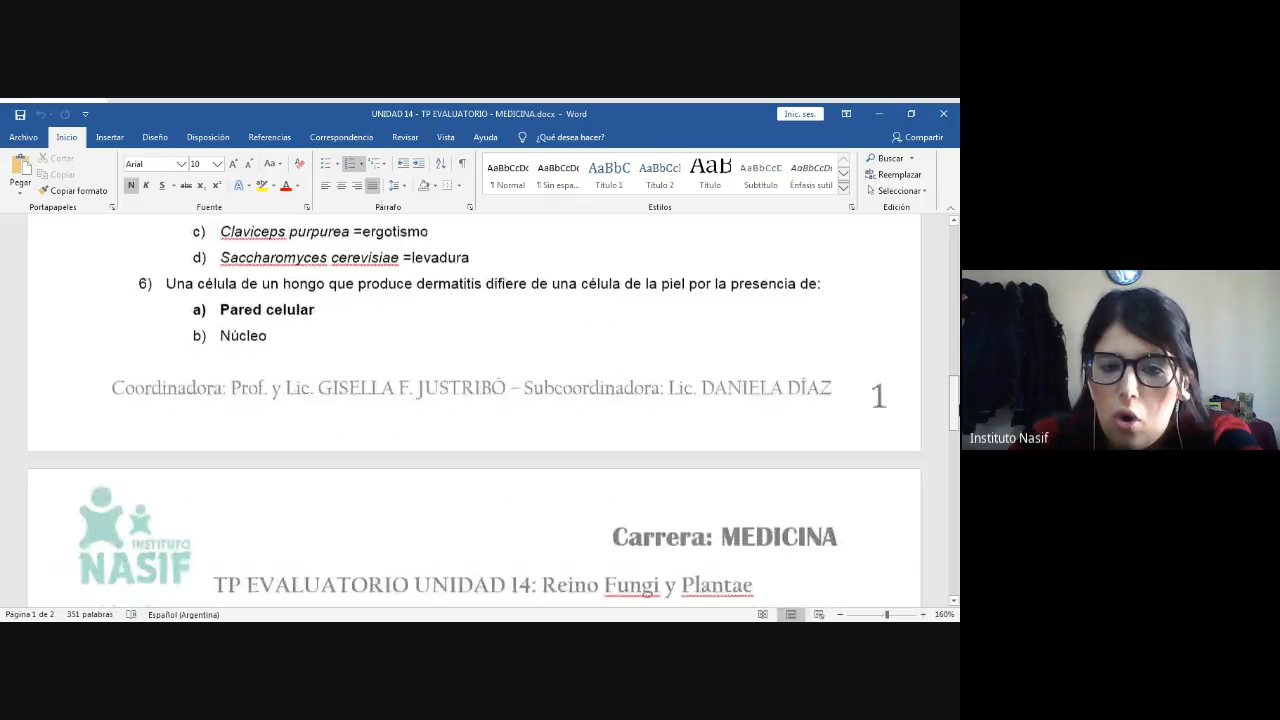 UNIDAD 14 - TP EVALUATORIO - MEDICINA.docx - Word
Inic. ses.
Archivo Inicio Insertar Diseño Disposición Referencias Correspondencia Revisar Vista Ayuda ¿Qué desea hacer? Compartir
Pegar
Cortar
Copiar
Copiar formato
Portapapeles
Arial 10
N K S abc x₂ x²
Fuente
Párrafo
AaBbCcDc AaBbCcDc AaBbC AaBbCcl AaB AaBbCcD AaBbCcDc
¶ Normal ¶ Sin espa... Título 1 Título 2 Título Subtítulo Énfasis sutil
Estilos
Buscar
Reemplazar
Seleccionar
Edición
c) Claviceps purpurea =ergotismo
d) Saccharomyces cerevisiae =levadura
6) Una célula de un hongo que produce dermatitis difiere de una célula de la piel por la presencia de:
a) Pared celular
b) Núcleo
Coordinadora: Prof. y Lic. GISELLA F. JUSTRIBÓ – Subcoordinadora: Lic. DANIELA DÍAZ 1
INSTITUTO
NASIF
Carrera: MEDICINA
TP EVALUATORIO UNIDAD 14: Reino Fungi y Plantae
Página 1 de 2 351 palabras Español (Argentina) 160%
Instituto Nasif